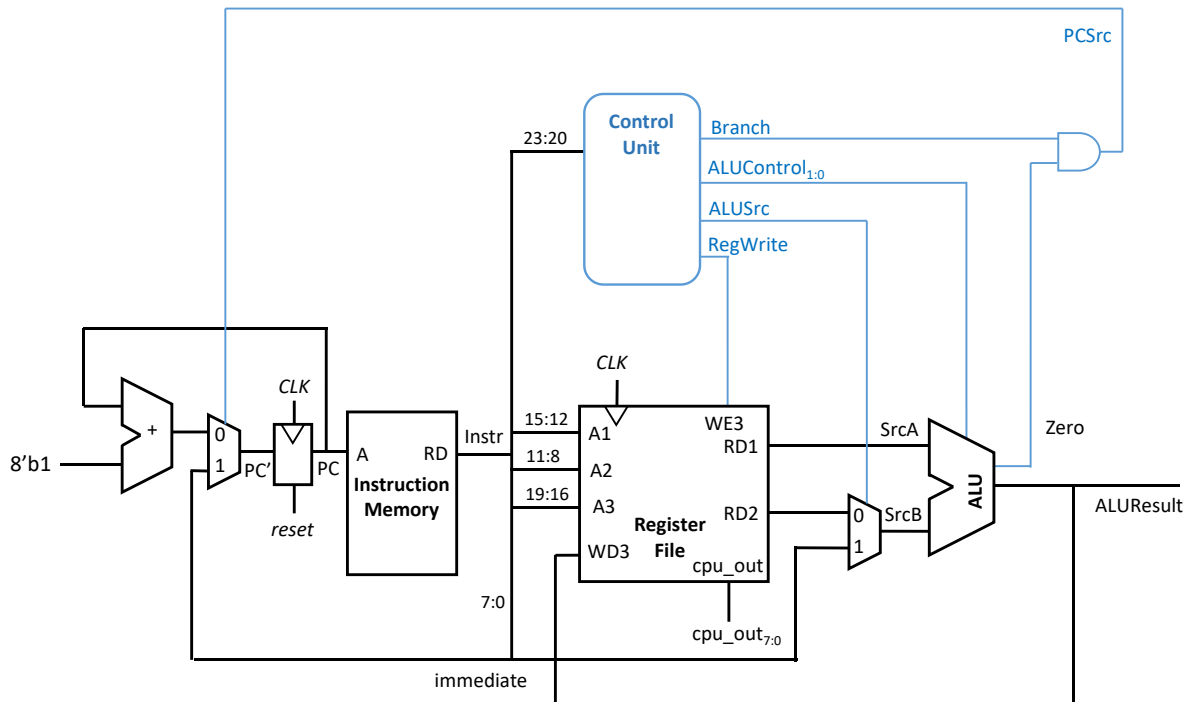 PCSrc
Control
Unit
23:20
Branch
ALUControl1:0
ALUSrc
RegWrite
CLK
CLK
15:12
A1
WE3
RD1
SrcA
Zero
+
0
8'b1
1
PC'
PC
A
RD
Instr
11:8
A2
Instruction
Memory
19:16
A3
reset
RD2
0
SrcB
ALU
ALUResult
Register
File
1
WD3
cpu_out
7:0
cpu_out7:0
immediate